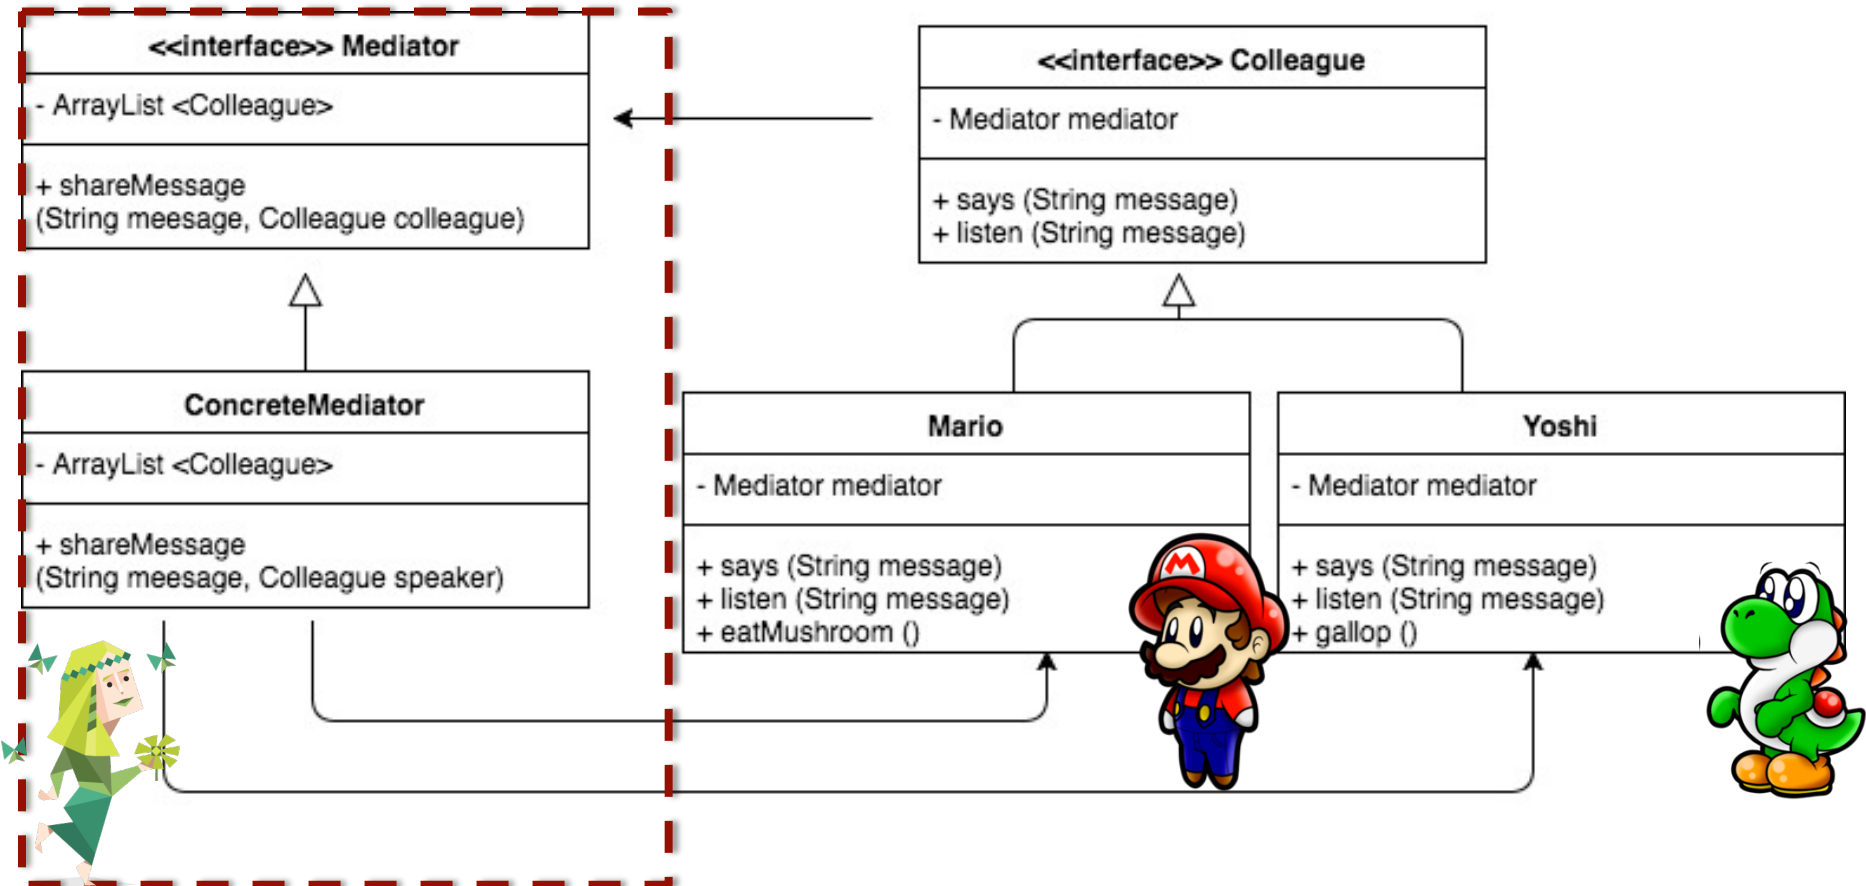 <<interface>> Mediator
- ArrayList <Colleague>
+ shareMessage
(String meesage, Colleague colleague)
<<interface>> Colleague
- Mediator mediator
+ says (String message)
+ listen (String message)
ConcreteMediator
- ArrayList <Colleague>
+ shareMessage
(String meesage, Colleague speaker)
Mario
- Mediator mediator
+ says (String message)
+ listen (String message)
+ eatMushroom ()
M
Yoshi
- Mediator mediator
+ says (String message)
+ listen (String message)
+ gallop ()